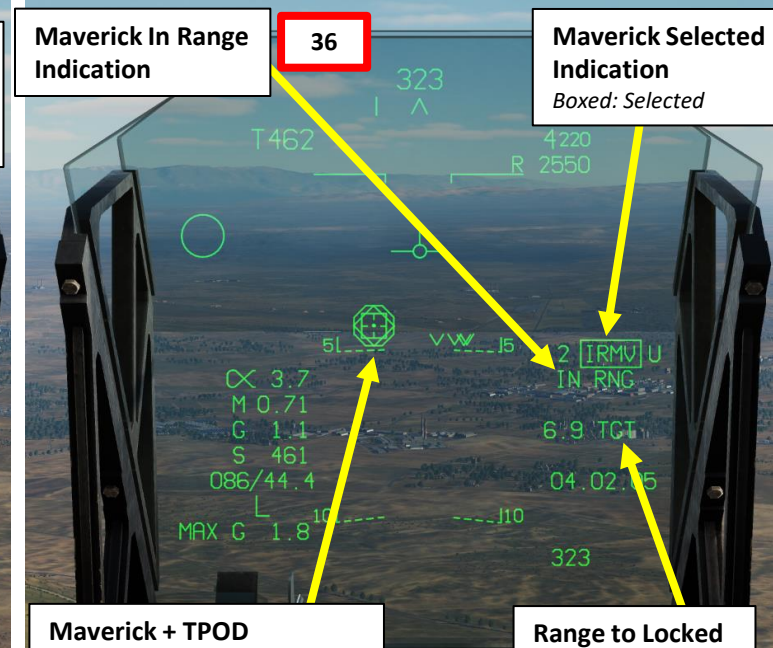 Maverick In Range
Indication
36
Maverick Selected
Indication
Boxed: Selected
323
T462
4220
R 2550
5
5
2 IRMV U
IN RNG
α 3.7
M 0.71
G 1.1
6.9 TGT
S 461
086/44.4
04.02.05
L
10
10
MAX G 1.8
323
Maverick + TPOD
Range to Locked